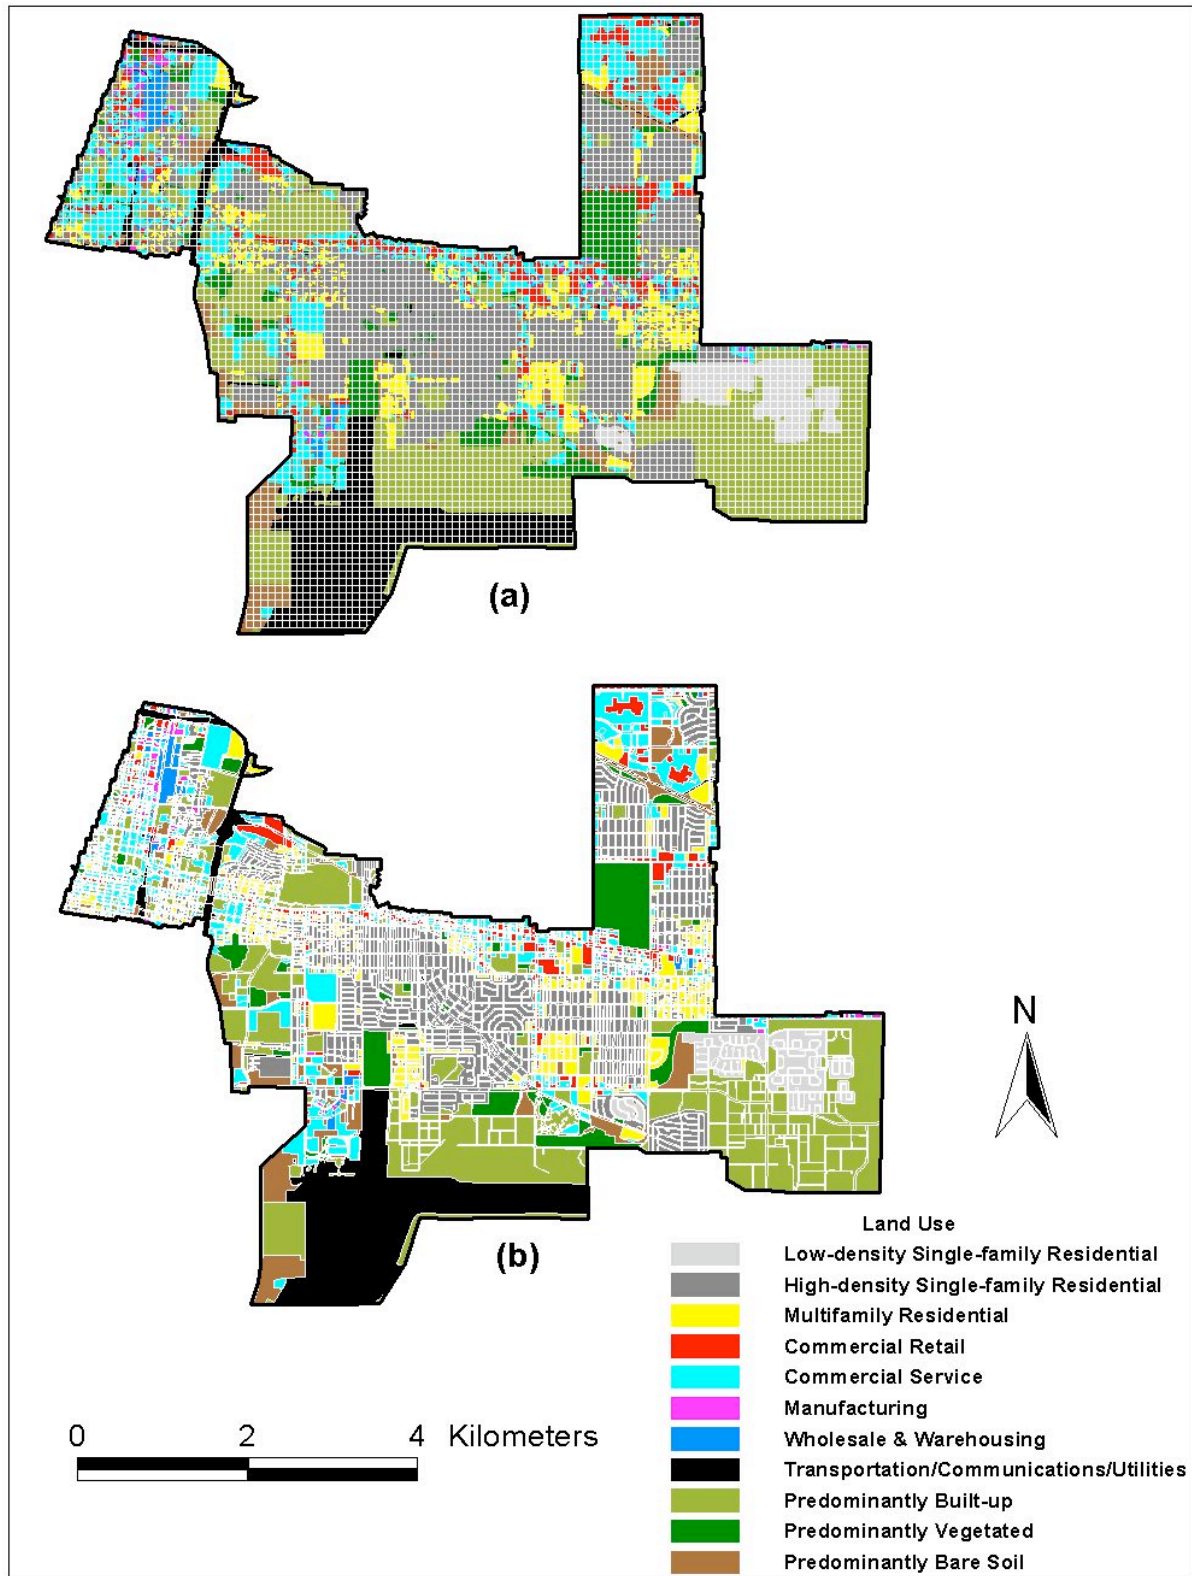 (a)
N
(b)
Land Use
Low-density Single-family Residential
High-density Single-family Residential
Multifamily Residential
Commercial Retail
Commercial Service
Manufacturing
Wholesale & Warehousing
Transportation/Communications/Utilities
Predominantly Built-up
Predominantly Vegetated
Predominantly Bare Soil
0 2 4 Kilometers